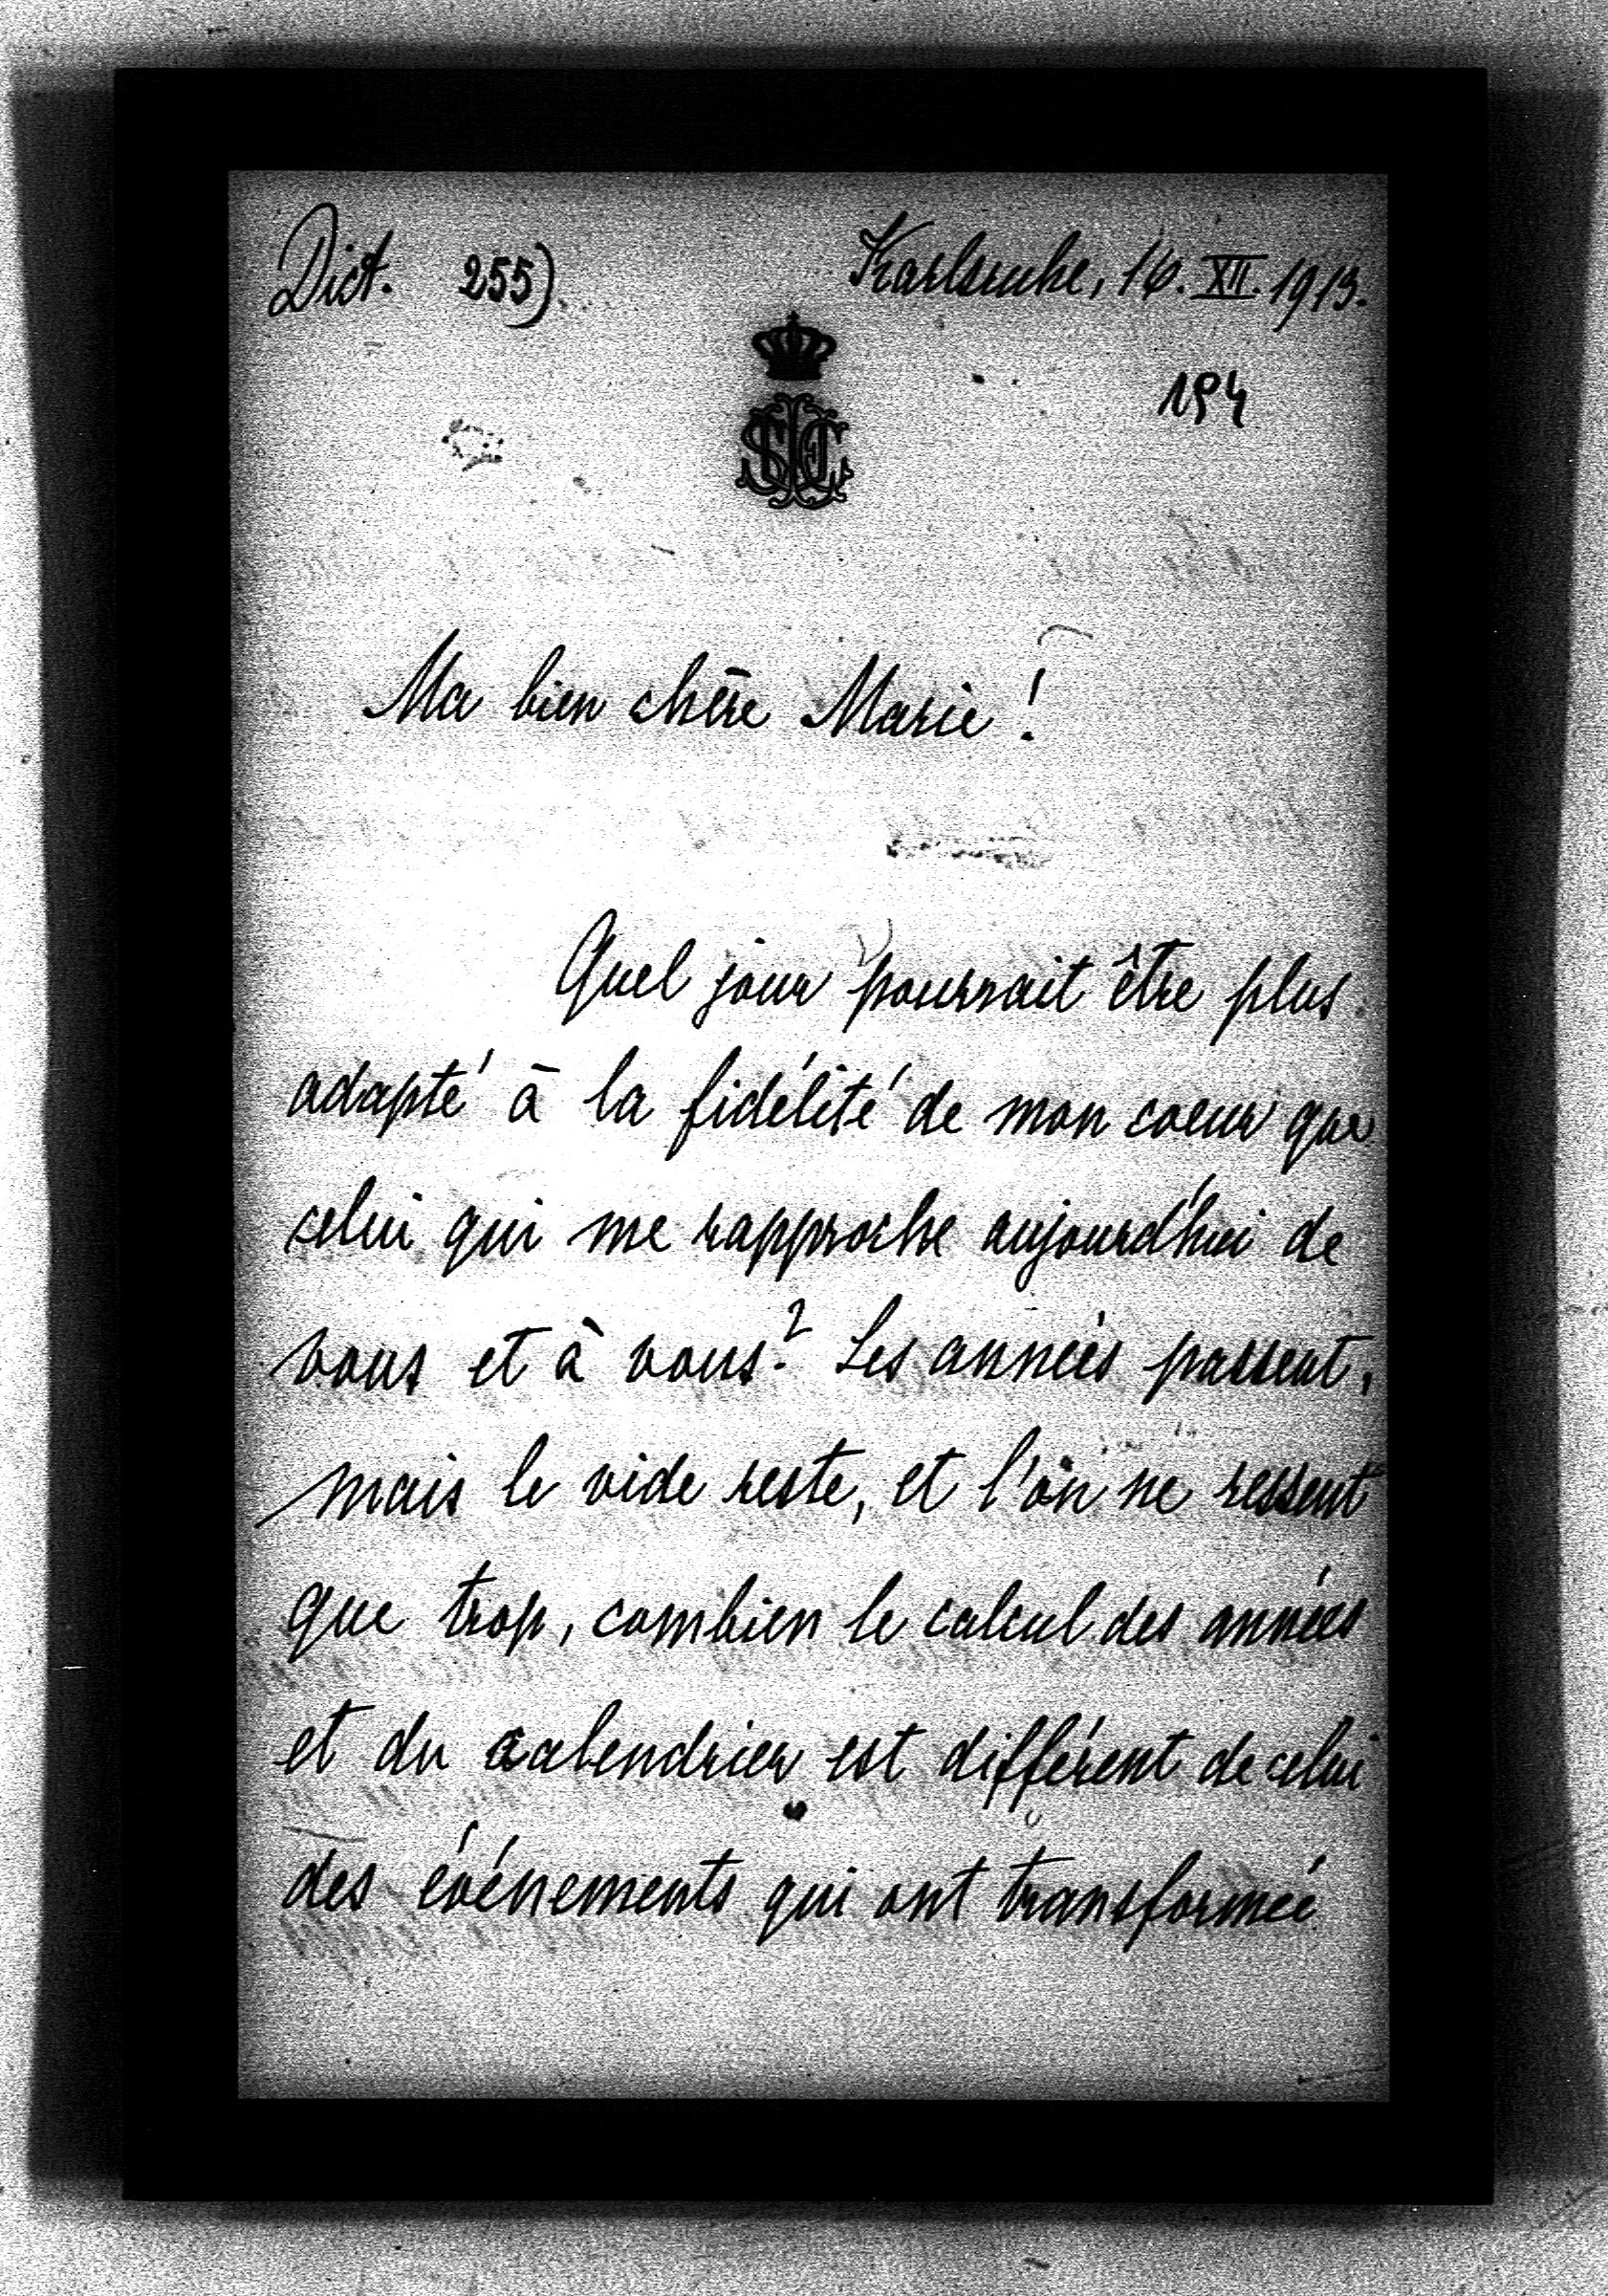 Dict. 255) Karlsruhe, 16. XII. 1913.
194
Ma bien chère Marie !
Quel jour pourrait être plus
adapté à la fidélité de mon coeur que
celui qui me rapproche aujourd'hui de
vous et à vous? Les années passent,
mais le vide reste, et l'on ne ressent
que trop, combien le calcul des années
et du calendrier est différent de celui
des événements qui ont transformée